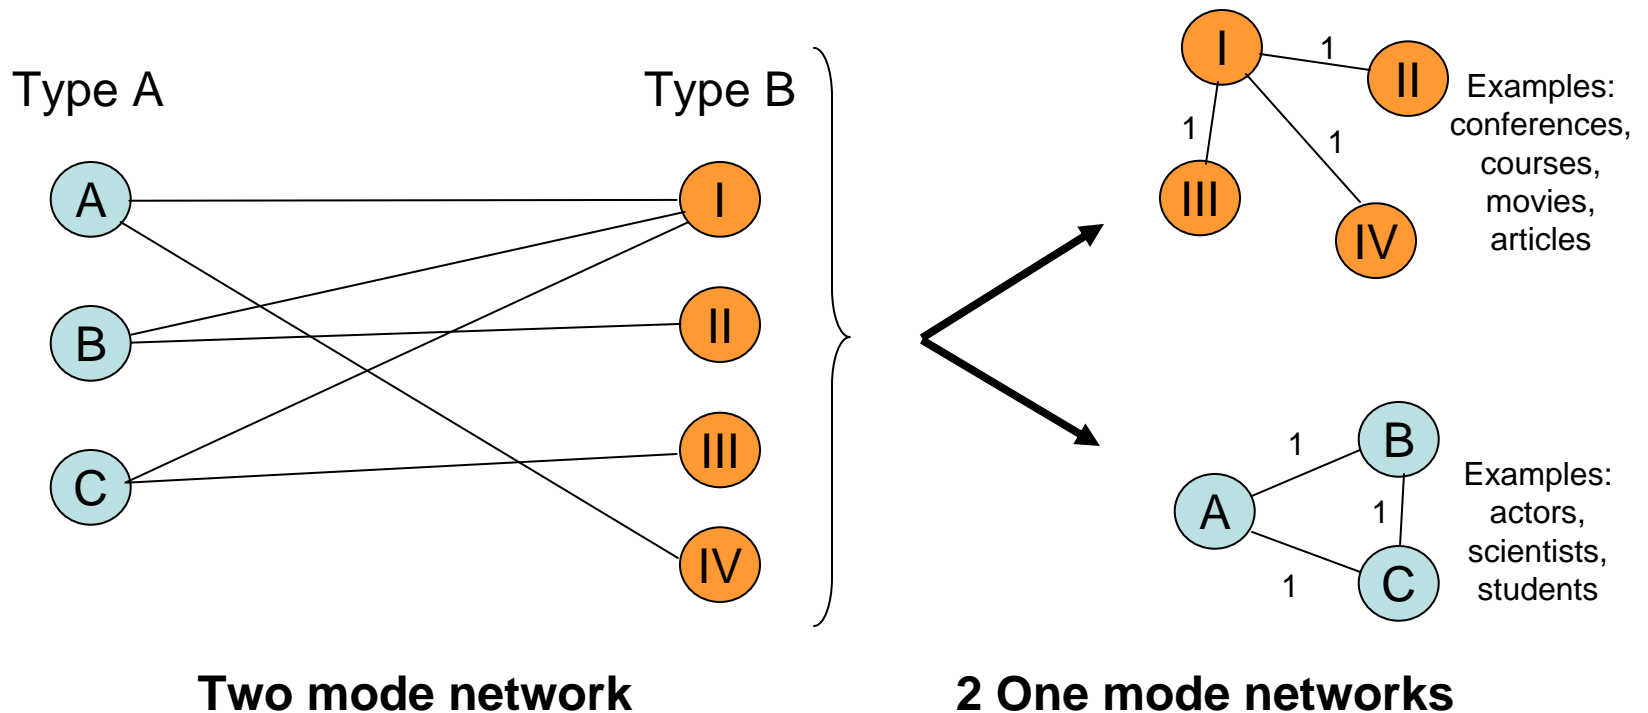 Type A
Type B
A
B
C
I
II
III
IV
I
1
II
1
1
III
IV
Examples:
conferences,
courses,
movies,
articles
1
B
A
1
1
C
Examples:
actors,
scientists,
students
Two mode network
2 One mode networks